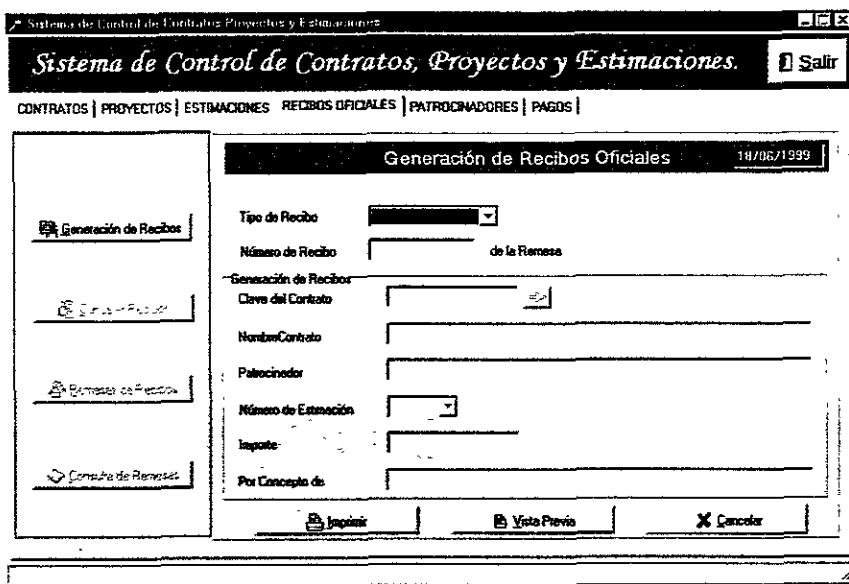 Sistema de Control de Contratos Proyectos y Estimaciones
Sistema de Control de Contratos, Proyectos y Estimaciones.
Salir
CONTRATOS | PROYECTOS | ESTIMACIONES RECIBOS OFICIALES | PATROCINADORES | PAGOS |
Generación de Recibos Oficiales 18/06/1999
Generación de Recibos
Remesas de Recibos
Consulta de Remesas
Tipo de Recibo
Número de Recibo de la Remesa
Generación de Recibos
Clave del Contrato
NombreContrato
Patrocinador
Número de Estimación
Importe
Por Concepto de
Imprimir Vista Previa Cancelar